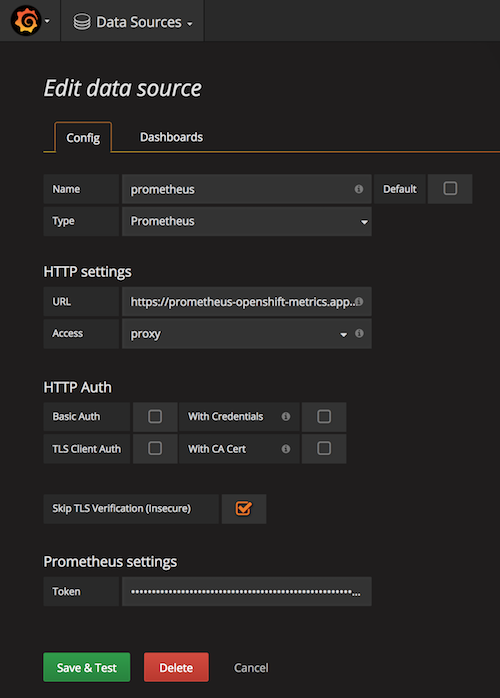 Data Sources
Edit data source
Config Dashboards
Name prometheus Default
Type Prometheus
HTTP settings
URL https://prometheus-openshift-metrics.app...
Access proxy
HTTP Auth
Basic Auth With Credentials
TLS Client Auth With CA Cert
Skip TLS Verification (Insecure)
Prometheus settings
Token ••••••••••••••••••••••••••••••••••••••••••••••••••••••...
Save & Test Delete Cancel